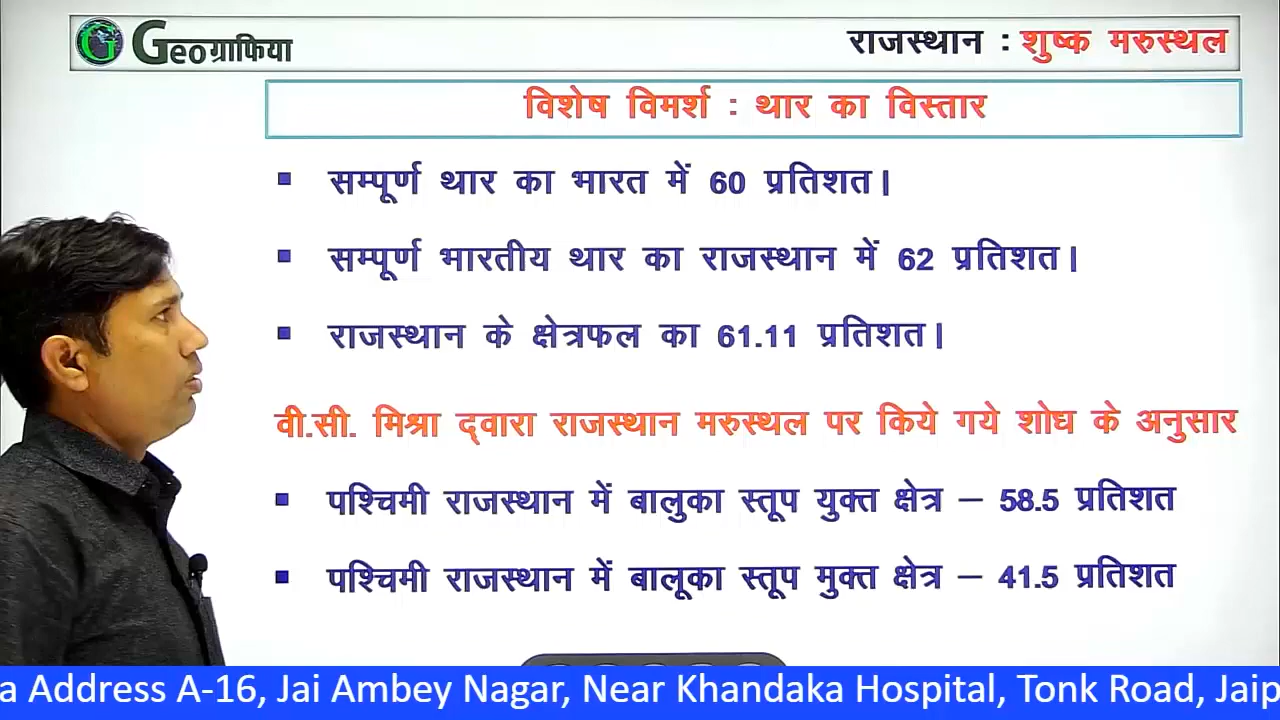 Geoग्राफिया
राजस्थान : शुष्क मरुस्थल
विशेष विमर्श : थार का विस्तार
सम्पूर्ण थार का भारत में 60 प्रतिशत।
सम्पूर्ण भारतीय थार का राजस्थान में 62 प्रतिशत।
राजस्थान के क्षेत्रफल का 61.11 प्रतिशत।
वी.सी. मिश्रा द्वारा राजस्थान मरुस्थल पर किये गये शोध के अनुसार
पश्चिमी राजस्थान में बालुका स्तूप युक्त क्षेत्र – 58.5 प्रतिशत
पश्चिमी राजस्थान में बालूका स्तूप मुक्त क्षेत्र – 41.5 प्रतिशत
a Address A-16, Jai Ambey Nagar, Near Khandaka Hospital, Tonk Road, Jaip